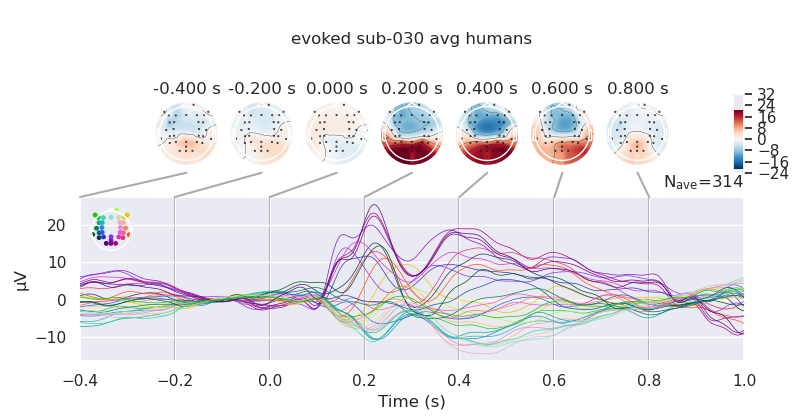 evoked sub-030 avg humans
-0.400 s -0.200 s 0.000 s 0.200 s 0.400 s 0.600 s 0.800 s
32
24
16
8
0
−8
−16
−24
Nave=314
μV
20
10
0
−10
−0.4 −0.2 0.0 0.2 0.4 0.6 0.8 1.0
Time (s)